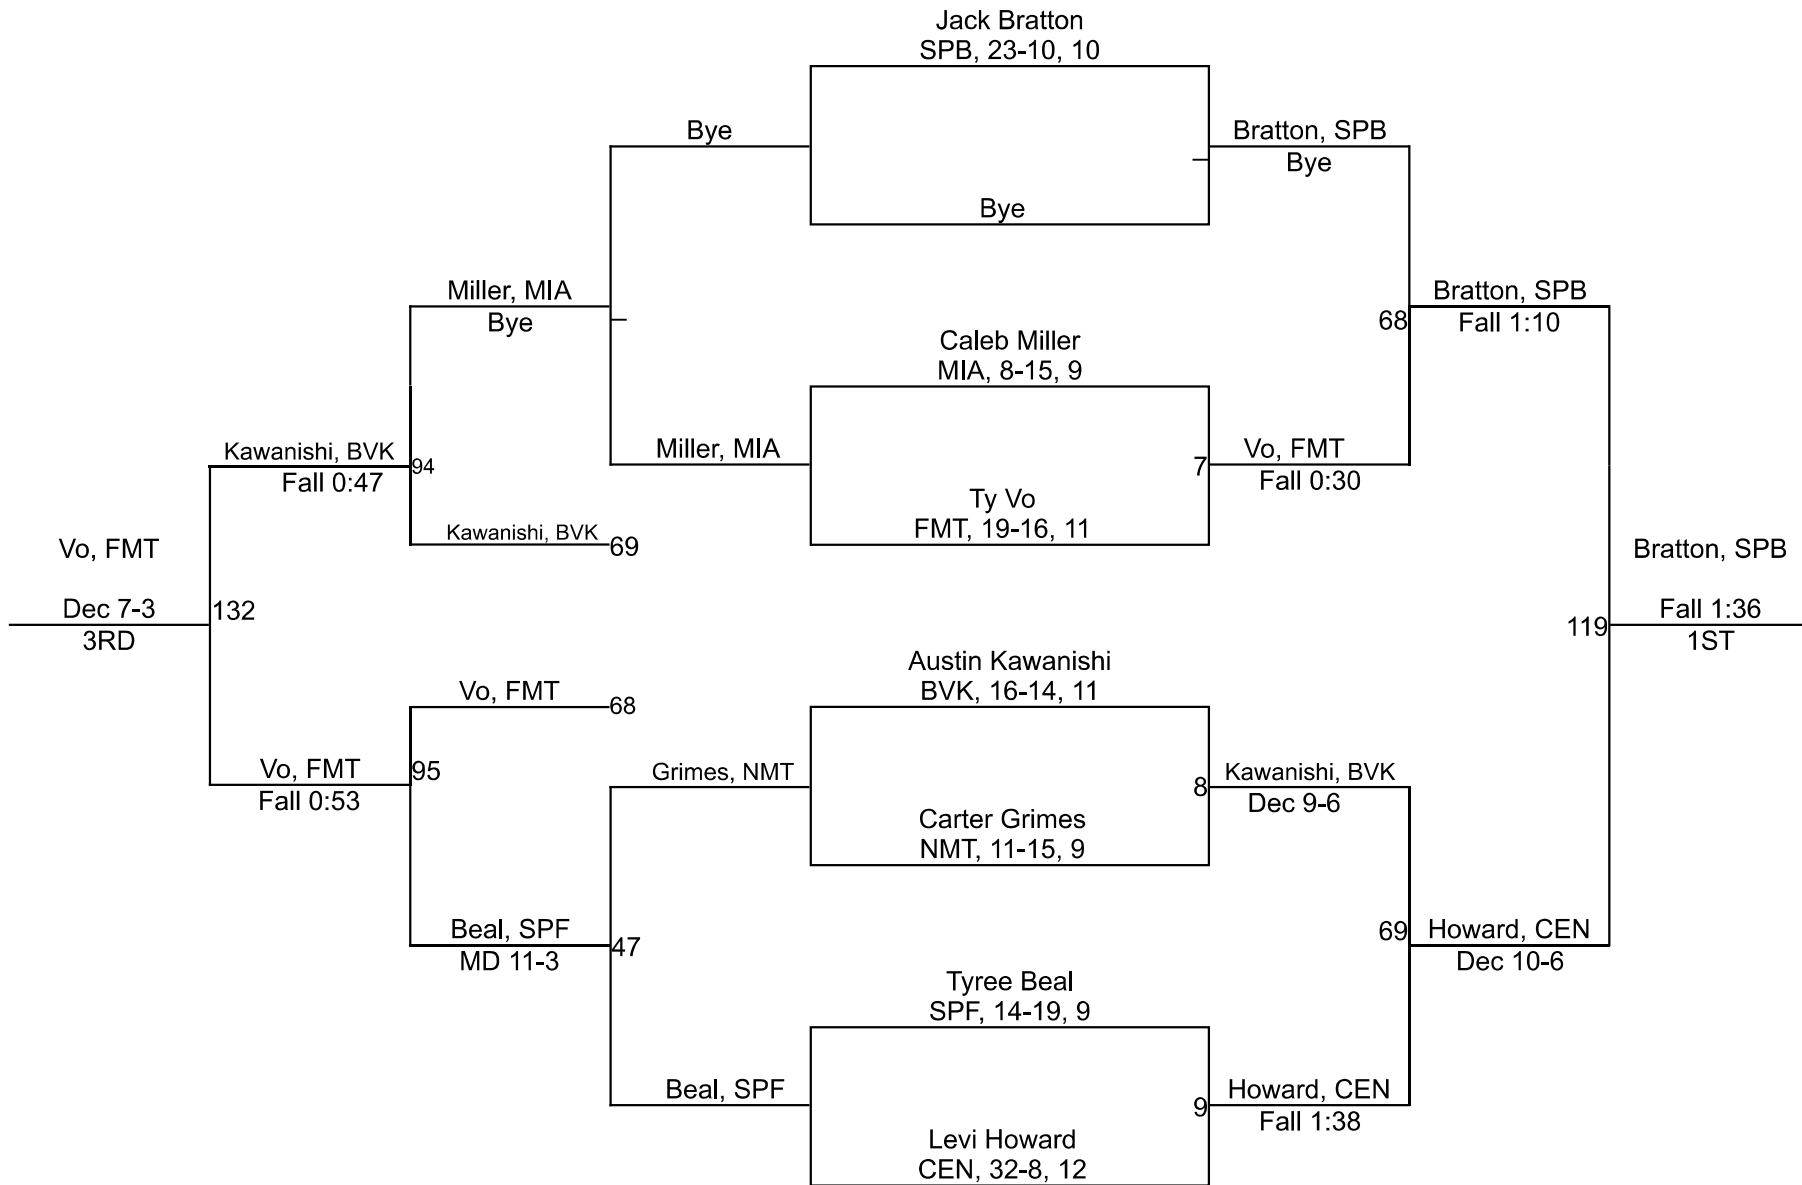 Jack Bratton
SPB, 23-10, 10
Bye
Bratton, SPB
Bye
Bye
Miller, MIA
Bye
Bratton, SPB
68
Fall 1:10
Caleb Miller
MIA, 8-15, 9
Kawanishi, BVK
94
Fall 0:47
Miller, MIA
7
Vo, FMT
Fall 0:30
Ty Vo
FMT, 19-16, 11
Kawanishi, BVK
69
Vo, FMT
Bratton, SPB
Dec 7-3
132
3RD
119
Fall 1:36
1ST
Austin Kawanishi
BVK, 16-14, 11
Vo, FMT
68
Vo, FMT
95
Fall 0:53
Grimes, NMT
8
Kawanishi, BVK
Dec 9-6
Carter Grimes
NMT, 11-15, 9
Beal, SPF
47
MD 11-3
69
Howard, CEN
Dec 10-6
Tyree Beal
SPF, 14-19, 9
Beal, SPF
9
Howard, CEN
Fall 1:38
Levi Howard
CEN, 32-8, 12